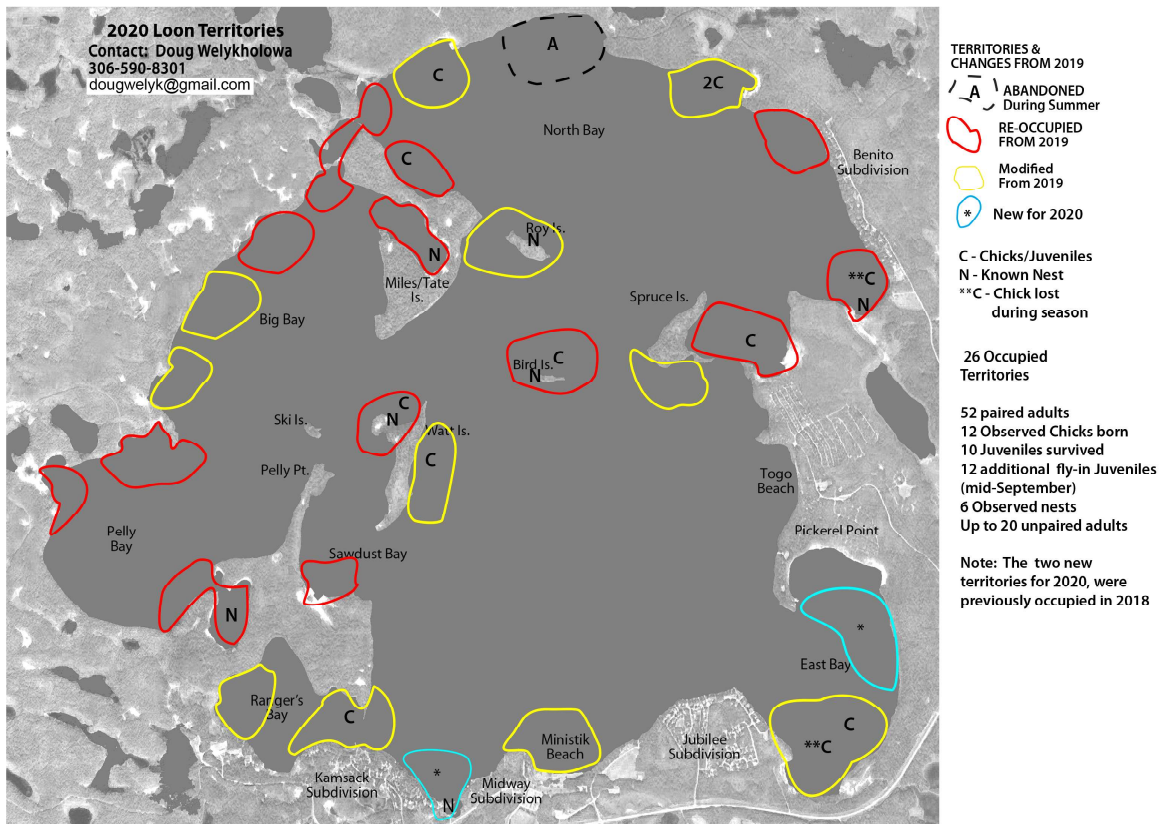 2020 Loon Territories
Contact: Doug Welykholowa
306-590-8301
dougwelyk@gmail.com
A
C
2C
North Bay
Benito
Subdivision
C
Roy Is.
N
N
Miles/Tate
Is.
**C
N
Spruce Is.
Big Bay
C
C
Bird Is.
N
C
N
Ski Is.
Watt Is.
C
Pelly Pt.
Togo
Beach
Pelly
Bay
Pickerel Point
Sawdust Bay
N
*
East Bay
Ranger's
Bay
C
C
**C
Ministik
Beach
Jubilee
Subdivision
Kamsack
Subdivision
*
N
Midway
Subdivision
TERRITORIES &
CHANGES FROM 2019
A ABANDONED
During Summer
RE-OCCUPIED
FROM 2019
Modified
From 2019
* New for 2020
C - Chicks/Juveniles
N - Known Nest
**C - Chick lost
during season
26 Occupied
Territories
52 paired adults
12 Observed Chicks born
10 Juveniles survived
12 additional fly-in Juveniles
(mid-September)
6 Observed nests
Up to 20 unpaired adults
Note: The two new
territories for 2020, were
previously occupied in 2018